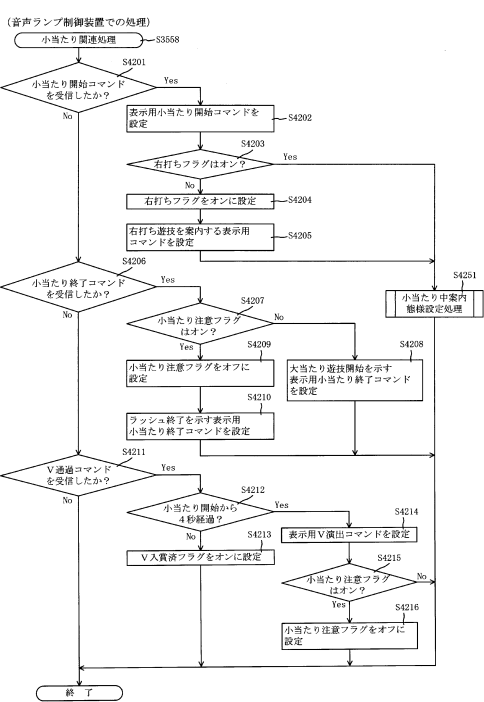 （音声ランプ制御装置での処理）
小当たり関連処理
S3558
S4201
小当たり開始コマンド
を受信したか？
Yes
No
表示用小当たり開始コマンドを
設定
S4202
S4203
右打ちフラグはオン？
Yes
No
右打ちフラグをオンに設定
S4204
右打ち遊技を案内する表示用
コマンドを設定
S4205
S4251
小当たり中案内
態様設定処理
S4206
小当たり終了コマンド
を受信したか？
Yes
No
S4207
小当たり注意フラグ
はオン？
No
Yes
S4209
小当たり注意フラグをオフに
設定
S4208
大当たり遊技開始を示す
表示用小当たり終了コマンド
を設定
S4210
ラッシュ終了を示す表示用
小当たり終了コマンドを設定
S4211
Ｖ通過コマンド
を受信したか？
Yes
No
S4212
小当たり開始から
４秒経過？
Yes
No
S4213
Ｖ入賞済フラグをオンに設定
S4214
表示用Ｖ演出コマンドを設定
S4215
小当たり注意フラグ
はオン？
No
Yes
S4216
小当たり注意フラグをオフに
設定
終 了